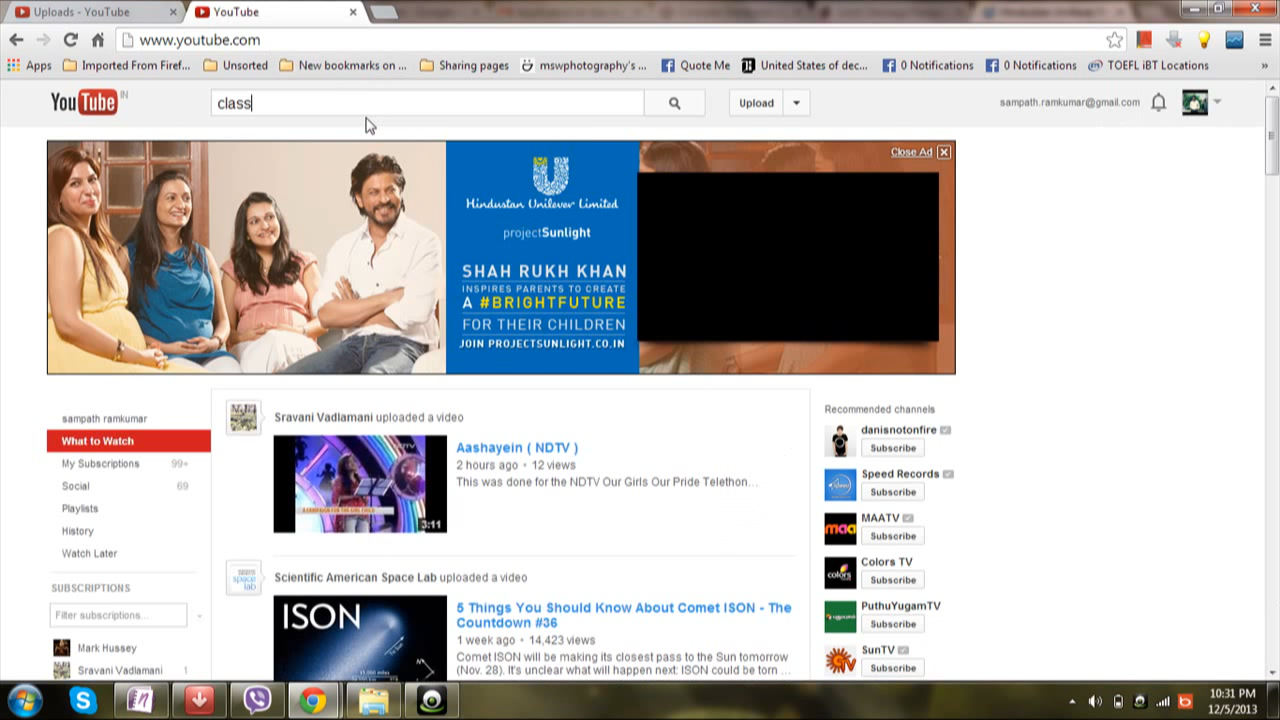 Uploads - YouTube
YouTube
www.youtube.com
Apps
Imported From Firef...
Unsorted
New bookmarks on ...
Sharing pages
mswphotography's ...
Quote Me
United States of dec...
0 Notifications
0 Notifications
TOEFL iBT Locations
»
YouTube IN
class
Upload
sampath.ramkumar@gmail.com
Close Ad
Hindustan Unilever Limited
projectSunlight
SHAH RUKH KHAN
INSPIRES PARENTS TO CREATE
A #BRIGHTFUTURE
FOR THEIR CHILDREN
JOIN PROJECTSUNLIGHT.CO.IN
sampath ramkumar
What to Watch
My Subscriptions 99+
Social 69
Playlists
History
Watch Later
SUBSCRIPTIONS
Filter subscriptions...
Mark Hussey
Sravani Vadlamani 1
Sravani Vadlamani uploaded a video
Aashayein ( NDTV )
2 hours ago • 12 views
This was done for the NDTV Our Girls Our Pride Telethon...
3:11
space
lab
Scientific American Space Lab uploaded a video
ISON
5 Things You Should Know About Comet ISON - The
Countdown #36
1 week ago • 14,423 views
Comet ISON will be making its closest pass to the Sun tomorrow
(Nov. 28). It's unclear what will happen next: ISON could be torn ...
Recommended channels
danisnotonfire
Subscribe
Speed Records
Subscribe
MAATV
Subscribe
Colors TV
Subscribe
PuthuYugamTV
Subscribe
SunTV
Subscribe
10:31 PM
12/5/2013